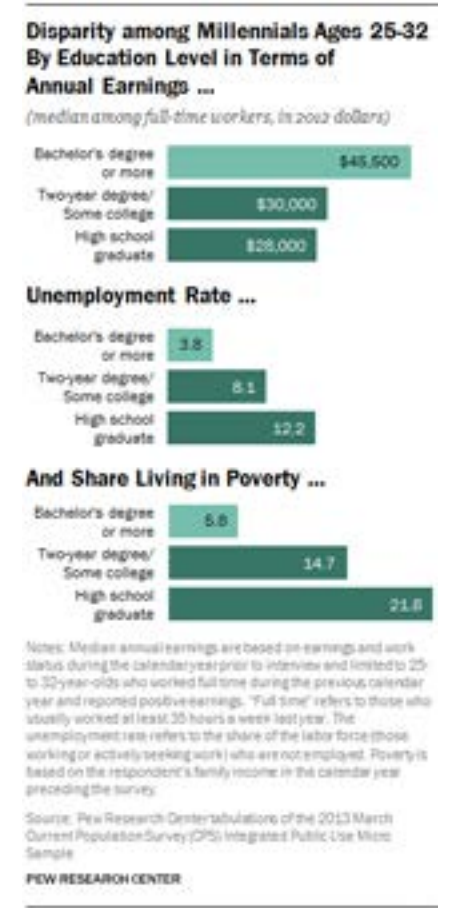 Disparity among Millennials Ages 25-32
By Education Level in Terms of
Annual Earnings ...
(median among full-time workers, in 2012 dollars)
Bachelor's degree
or more
$45,500
Two-year degree/
Some college
$30,000
High school
graduate
$28,000
Unemployment Rate ...
Bachelor's degree
or more
3.8
Two-year degree/
Some college
8.1
High school
graduate
12.2
And Share Living in Poverty ...
Bachelor's degree
or more
5.8
Two-year degree/
Some college
14.7
High school
graduate
21.8
Notes: Median annual earnings are based on earnings and work
status during the calendar year prior to interview and limited to 25-
to 32-year-olds who worked full time during the previous calendar
year and reported positive earnings. "Full time" refers to those who
usually worked at least 35 hours a week last year. The
unemployment rate refers to the share of the labor force (those
working or actively seeking work) who are not employed. Poverty is
based on the respondent's family income in the calendar year
preceding the survey.
Source: Pew Research Center tabulations of the 2013 March
Current Population Survey (CPS) Integrated Public Use Micro
Sample
PEW RESEARCH CENTER